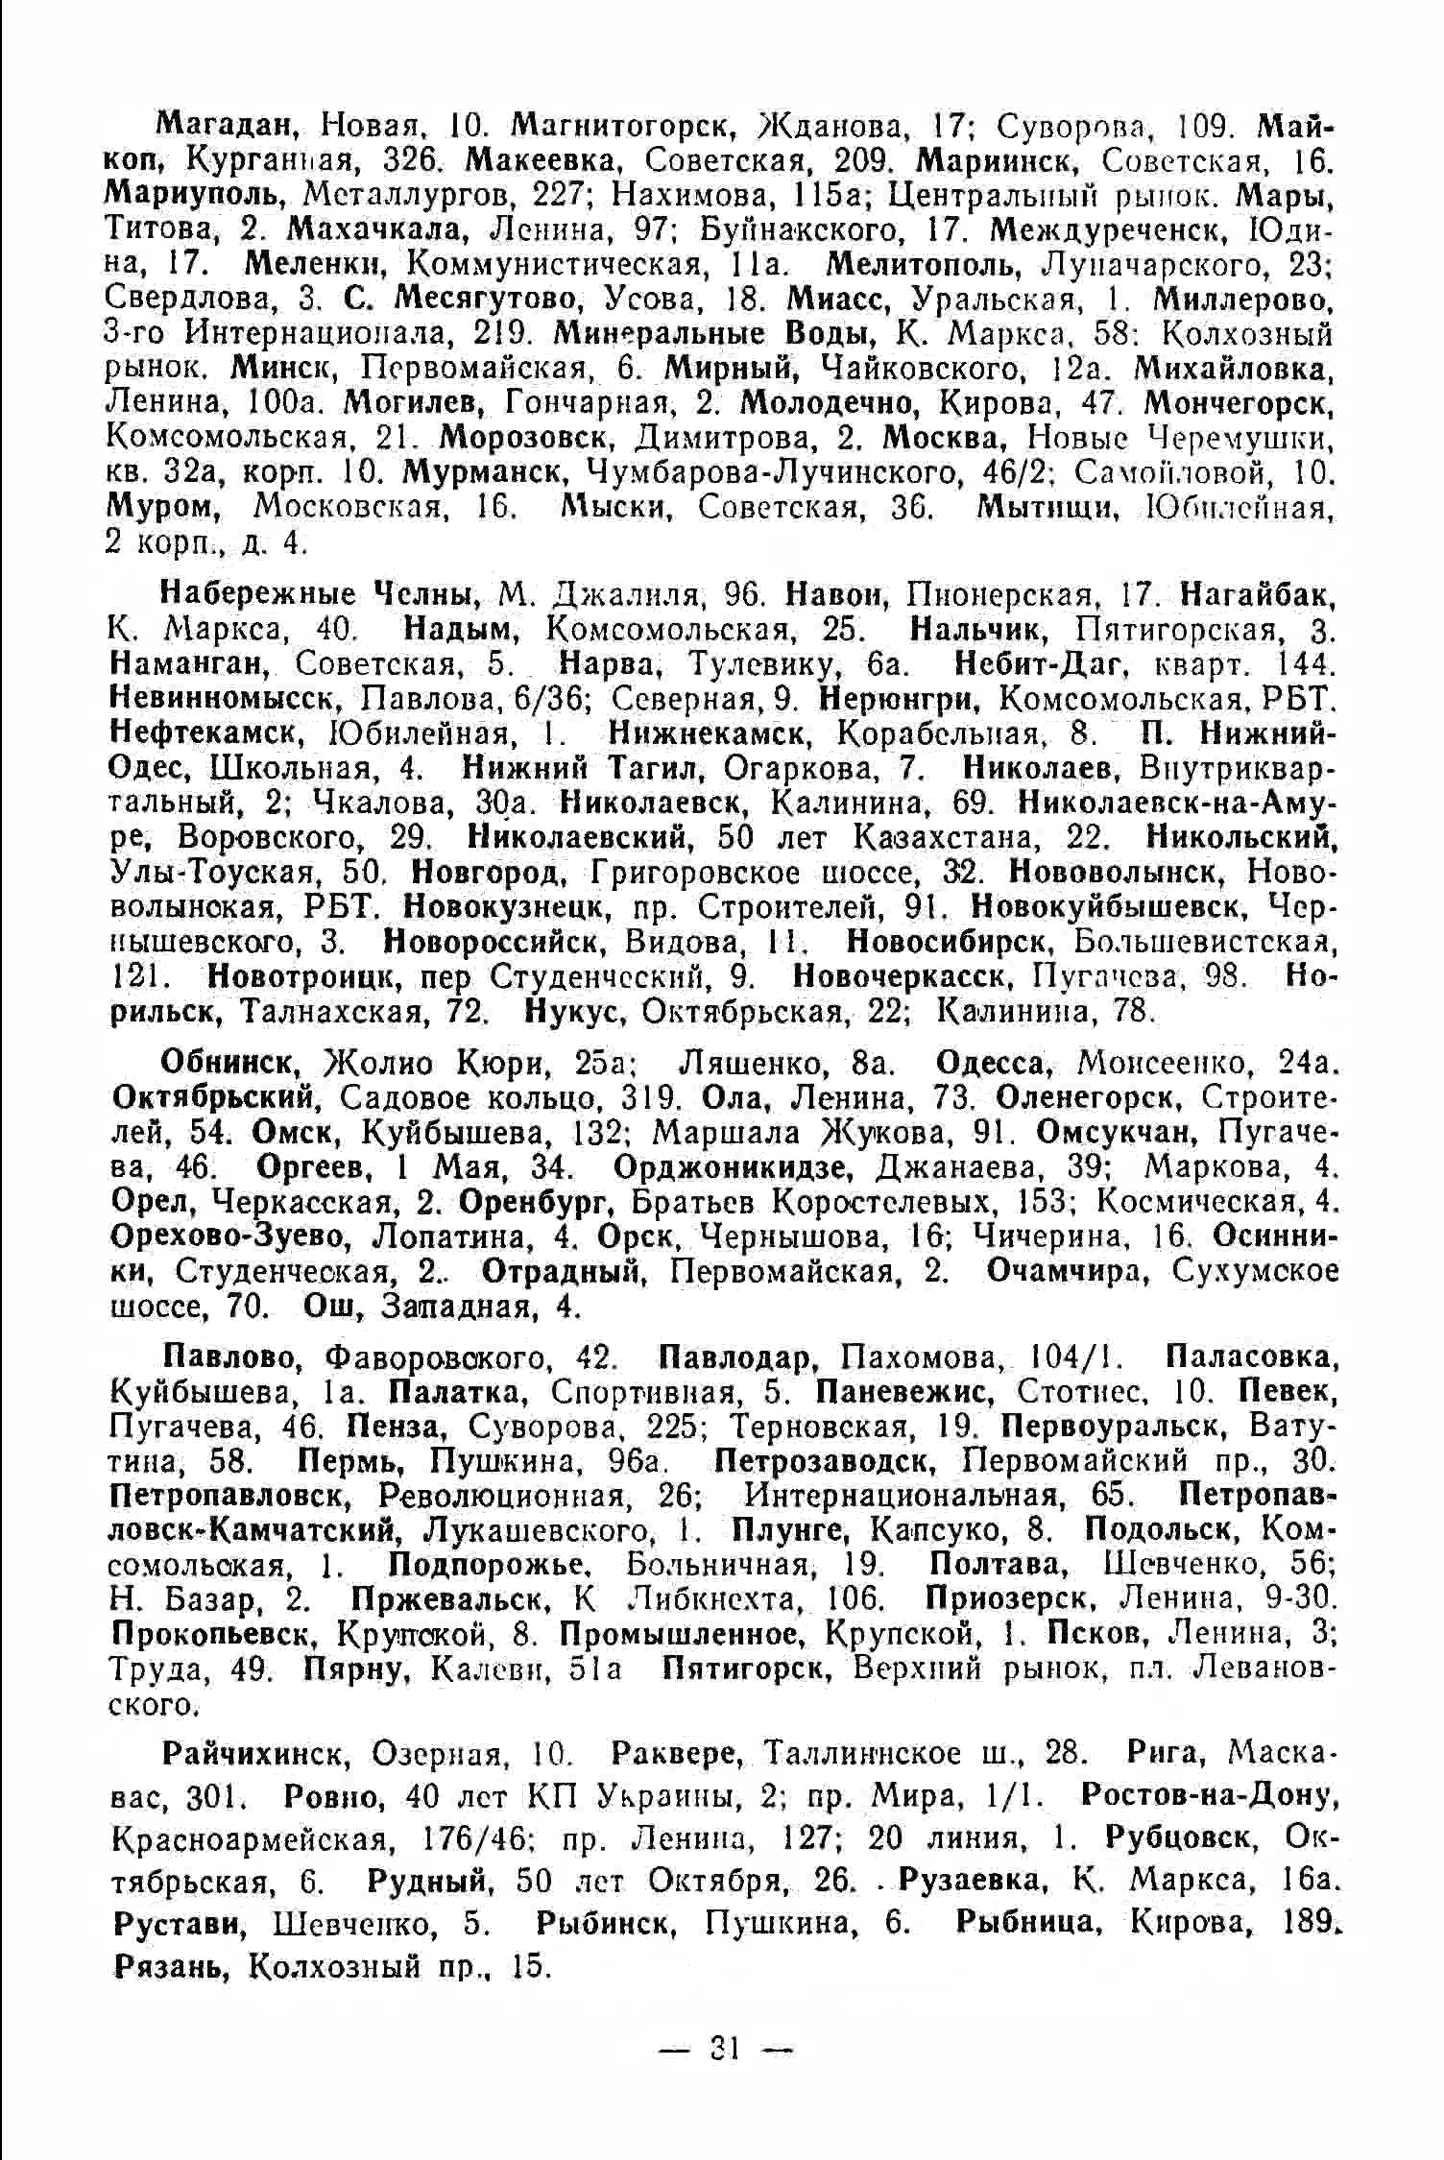 Магадан, Новая, 10. Магнитогорск, Жданова, 17; Суворова, 109. Май-
коп, Курганная, 326. Макеевка, Советская, 209. Мариинск, Советская, 16.
Мариуполь, Металлургов, 227; Нахимова, 115а; Центральный рынок. Мары,
Титова, 2. Махачкала, Ленина, 97; Буйнакского, 17. Междуреченск, Юди-
на, 17. Меленки, Коммунистическая, 11а. Мелитополь, Луначарского, 23;
Свердлова, 3. С. Месягутово, Усова, 18. Миасс, Уральская, 1. Миллерово,
3-го Интернационала, 219. Минеральные Воды, К. Маркса, 58: Колхозный
рынок. Минск, Первомайская, 6. Мирный, Чайковского, 12а. Михайловка,
Ленина, 100а. Могилев, Гончарная, 2. Молодечно, Кирова, 47. Мончегорск,
Комсомольская, 21. Морозовск, Димитрова, 2. Москва, Новые Черемушки,
кв. 32а, корп. 10. Мурманск, Чумбарова-Лучинского, 46/2; Самойловой, 10.
Муром, Московская, 16. Мыски, Советская, 36. Мытищи, Юбилейная,
2 корп., д. 4.
Набережные Челны, М. Джалиля, 96. Навои, Пионерская, 17. Нагайбак,
К. Маркса, 40. Надым, Комсомольская, 25. Нальчик, Пятигорская, 3.
Наманган, Советская, 5. Нарва, Тулевику, 6а. Небит-Даг, кварт. 144.
Невинномысск, Павлова, 6/36; Северная, 9. Нерюнгри, Комсомольская, РБТ.
Нефтекамск, Юбилейная, 1. Нижнекамск, Корабельная, 8. П. Нижний-
Одес, Школьная, 4. Нижний Тагил, Огаркова, 7. Николаев, Внутриквар-
тальный, 2; Чкалова, 30а. Николаевск, Калинина, 69. Николаевск-на-Аму-
ре, Воровского, 29. Николаевский, 50 лет Казахстана, 22. Никольский,
Улы-Тоуская, 50. Новгород, Григоровское шоссе, 32. Нововолынск, Ново-
волынская, РБТ. Новокузнецк, пр. Строителей, 91. Новокуйбышевск, Чер-
нышевского, 3. Новороссийск, Видова, 11. Новосибирск, Большевистская,
121. Новотроицк, пер Студенческий, 9. Новочеркасск, Пугачева, 98. Но-
рильск, Талнахская, 72. Нукус, Октябрьская, 22; Калинина, 78.
Обнинск, Жолио Кюри, 25а; Ляшенко, 8а. Одесса, Моисеенко, 24а.
Октябрьский, Садовое кольцо, 319. Ола, Ленина, 73. Оленегорск, Строите-
лей, 54. Омск, Куйбышева, 132; Маршала Жукова, 91. Омсукчан, Пугаче-
ва, 46. Оргеев, 1 Мая, 34. Орджоникидзе, Джанаева, 39; Маркова, 4.
Орел, Черкасская, 2. Оренбург, Братьев Коростелевых, 153; Космическая, 4.
Орехово-Зуево, Лопатина, 4. Орск, Чернышова, 16; Чичерина, 16. Осинни-
ки, Студенческая, 2.. Отрадный, Первомайская, 2. Очамчира, Сухумское
шоссе, 70. Ош, Западная, 4.
Павлово, Фаворовского, 42. Павлодар, Пахомова, 104/1. Паласовка,
Куйбышева, 1а. Палатка, Спортивная, 5. Паневежис, Стотиес, 10. Певек,
Пугачева, 46. Пенза, Суворова, 225; Терновская, 19. Первоуральск, Вату-
тина, 58. Пермь, Пушкина, 96а. Петрозаводск, Первомайский пр., 30.
Петропавловск, Революционная, 26; Интернациональная, 65. Петропав-
ловск-Камчатский, Лукашевского, 1. Плунге, Капсуко, 8. Подольск, Ком-
сомольская, 1. Подпорожье, Больничная, 19. Полтава, Шевченко, 56;
Н. Базар, 2. Пржевальск, К Либкнехта, 106. Приозерск, Ленина, 9-30.
Прокопьевск, Крупской, 8. Промышленное, Крупской, 1. Псков, Ленина, 3;
Труда, 49. Пярну, Калеви, 51а Пятигорск, Верхний рынок, пл. Леванов-
ского.
Райчихинск, Озерная, 10. Раквере, Таллиннское ш., 28. Рига, Маска-
вас, 301. Ровно, 40 лет КП Украины, 2; пр. Мира, 1/1. Ростов-на-Дону,
Красноармейская, 176/46; пр. Ленина, 127; 20 линия, 1. Рубцовск, Ок-
тябрьская, 6. Рудный, 50 лет Октября, 26. . Рузаевка, К. Маркса, 16а.
Рустави, Шевченко, 5. Рыбинск, Пушкина, 6. Рыбница, Кирова, 189.
Рязань, Колхозный пр., 15.
— 31 —